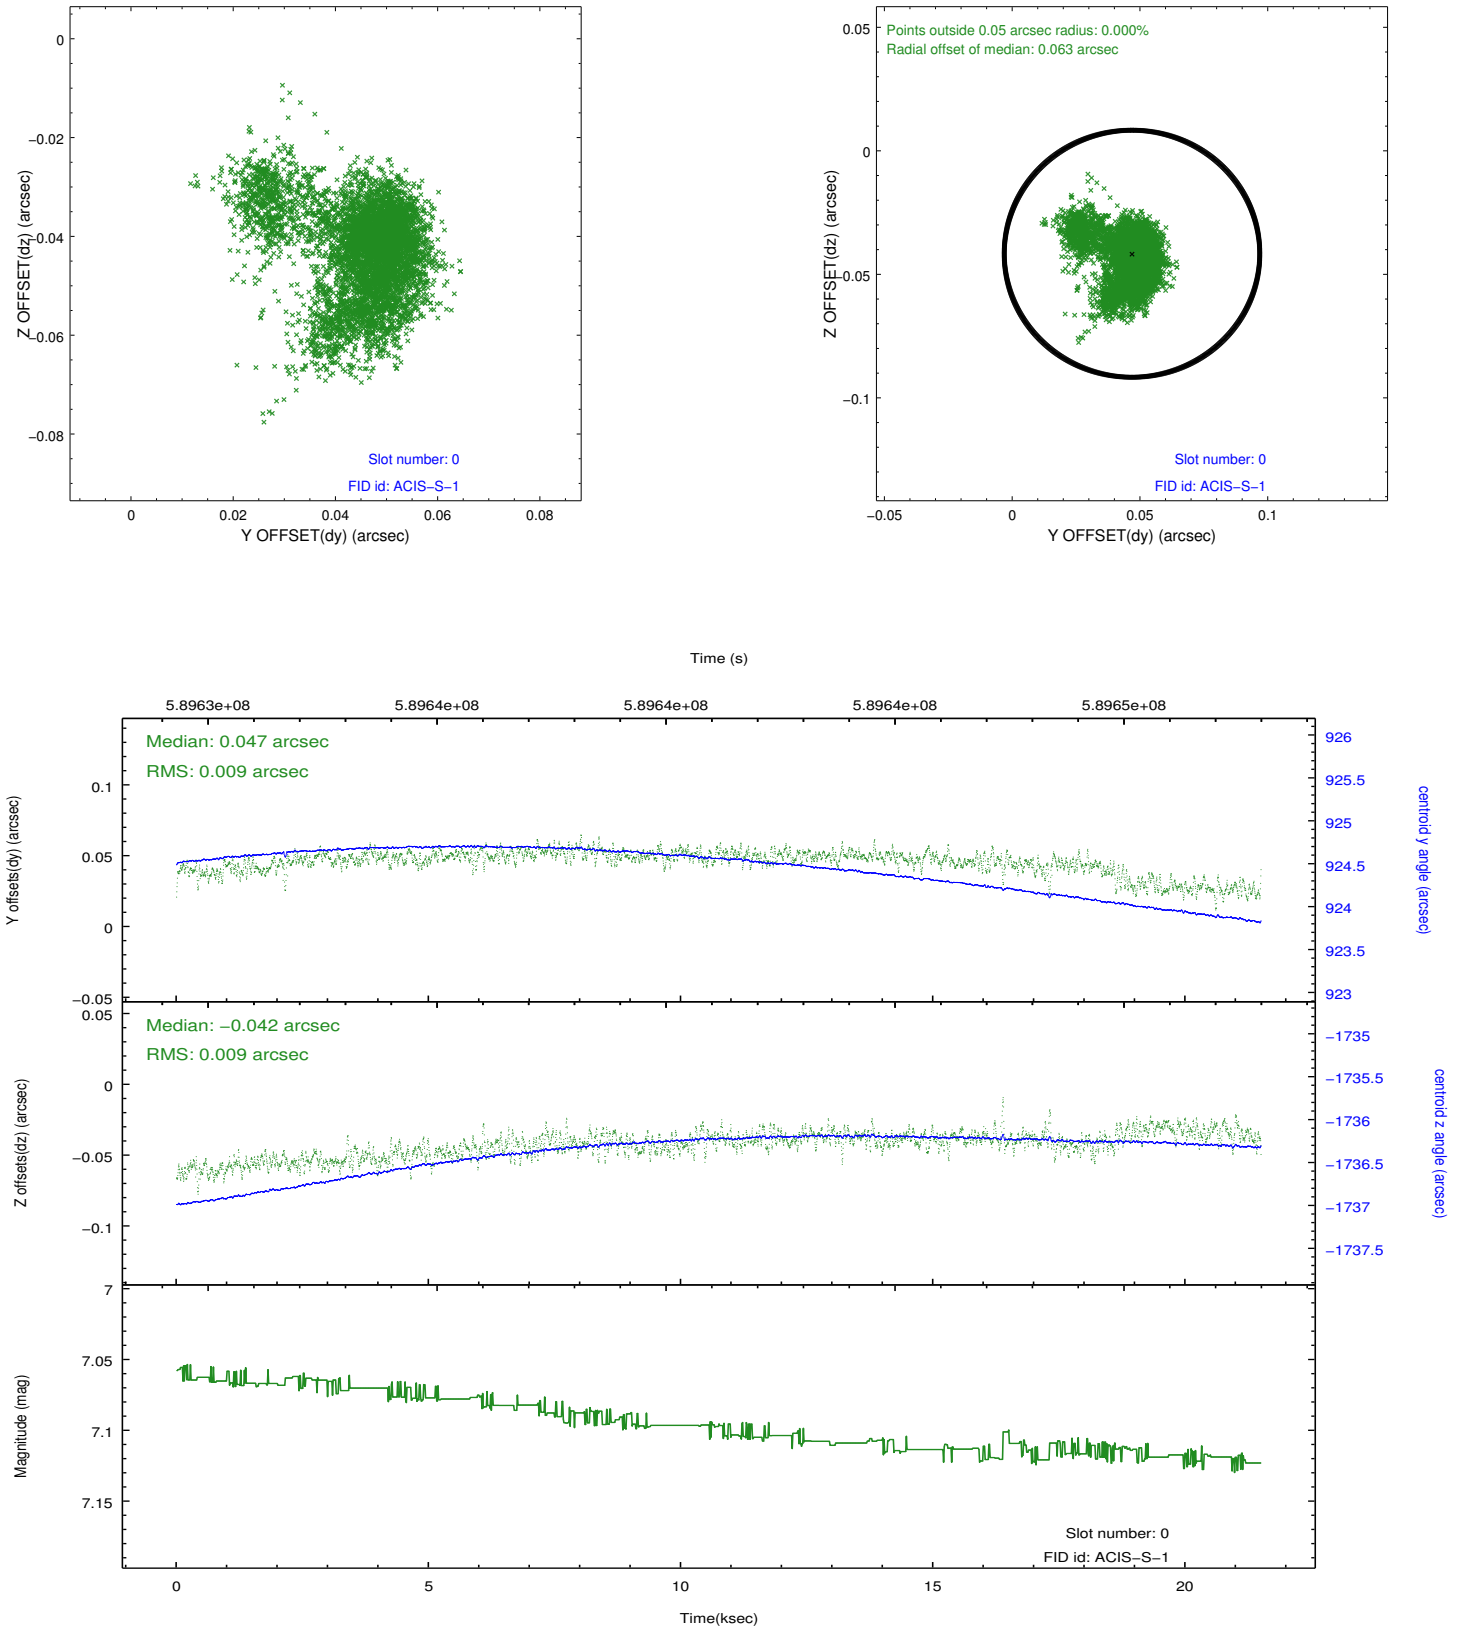 0
−0.02
−0.04
−0.06
−0.08
Z OFFSET(dz) (arcsec)
Slot number: 0
FID id: ACIS−S−1
0 0.02 0.04 0.06 0.08
Y OFFSET(dy) (arcsec)
Points outside 0.05 arcsec radius: 0.000%
Radial offset of median: 0.063 arcsec
0.05
0
−0.05
−0.1
Z OFFSET(dz) (arcsec)
Slot number: 0
FID id: ACIS−S−1
−0.05 0 0.05 0.1
Y OFFSET(dy) (arcsec)
Time (s)
5.8963e+08 5.8964e+08 5.8964e+08 5.8964e+08 5.8965e+08
Median: 0.047 arcsec
RMS: 0.009 arcsec
0.1
0.05
0
−0.05
Y offsets(dy) (arcsec)
926
925.5
925
924.5
924
923.5
923
centroid y angle (arcsec)
Median: −0.042 arcsec
RMS: 0.009 arcsec
0.05
0
−0.05
−0.1
Z offsets(dz) (arcsec)
−1735
−1735.5
−1736
−1736.5
−1737
−1737.5
centroid z angle (arcsec)
7
7.05
7.1
7.15
Magnitude (mag)
Slot number: 0
FID id: ACIS−S−1
0 5 10 15 20
Time(ksec)